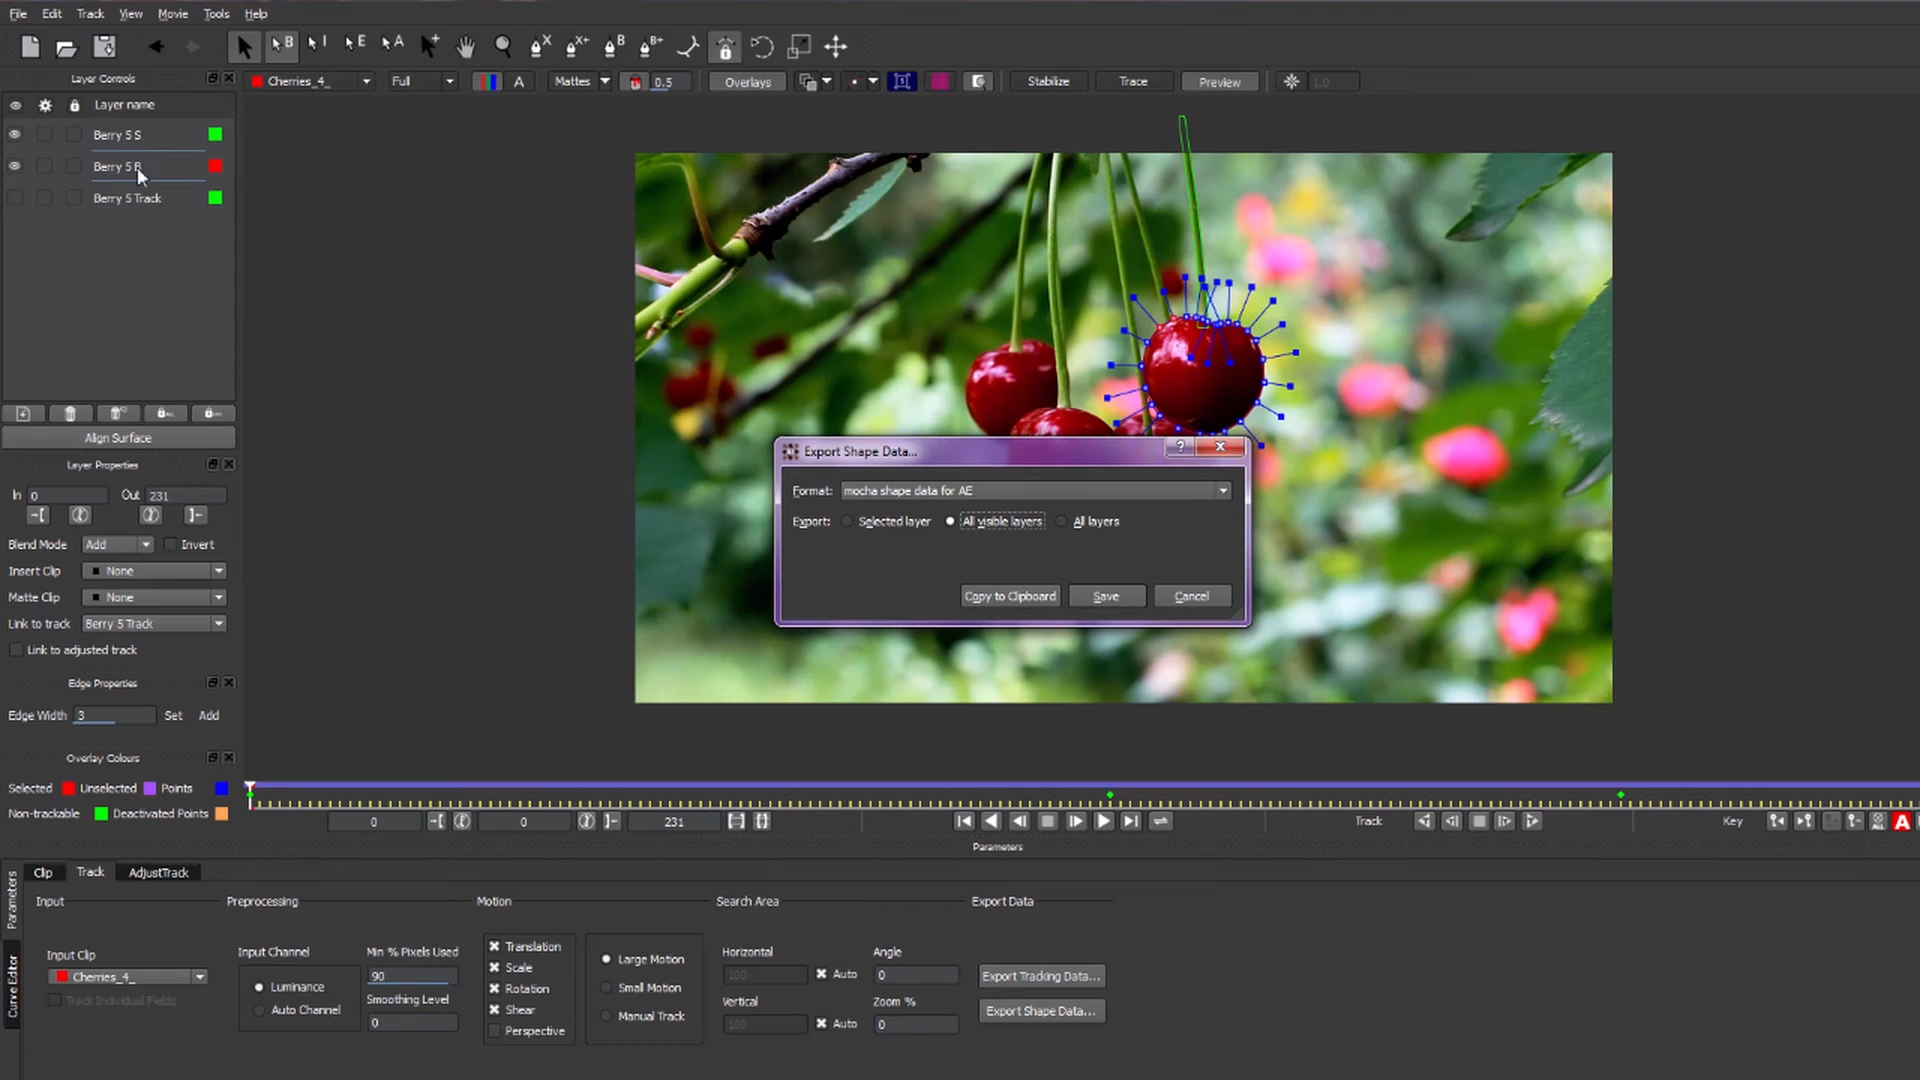 File Edit Track View Movie Tools Help
B I E A X X+ B B+
Layer Controls
Cherries_4_ Full A Mattes 0.5 Overlays Stabilize Trace Preview 1.0
Layer name
Berry 5 S
Berry 5 R
Berry 5 Track
Align Surface
Layer Properties
In 0 Out 231
Blend Mode Add Invert
Insert Clip None
Matte Clip None
Link to track Berry 5 Track
Link to adjusted track
Edge Properties
Edge Width 3 Set Add
Overlay Colours
Selected Unselected Points
Non-trackable Deactivated Points
Export Shape Data...
?
Format: mocha shape data for AE
Export: Selected layer All visible layers All layers
Copy to Clipboard Save Cancel
0 0 231 Track Key A
Parameters
Parameters
Curve Editor
Clip Track AdjustTrack
Input Preprocessing Motion Search Area Export Data
Input Clip
Cherries_4_
Track Individual Fields
Input Channel
Luminance
Auto Channel
Min % Pixels Used
90
Smoothing Level
0
Translation
Scale
Rotation
Shear
Perspective
Large Motion
Small Motion
Manual Track
Horizontal
100 Auto
Vertical
100 Auto
Angle
0
Zoom %
0
Export Tracking Data...
Export Shape Data...